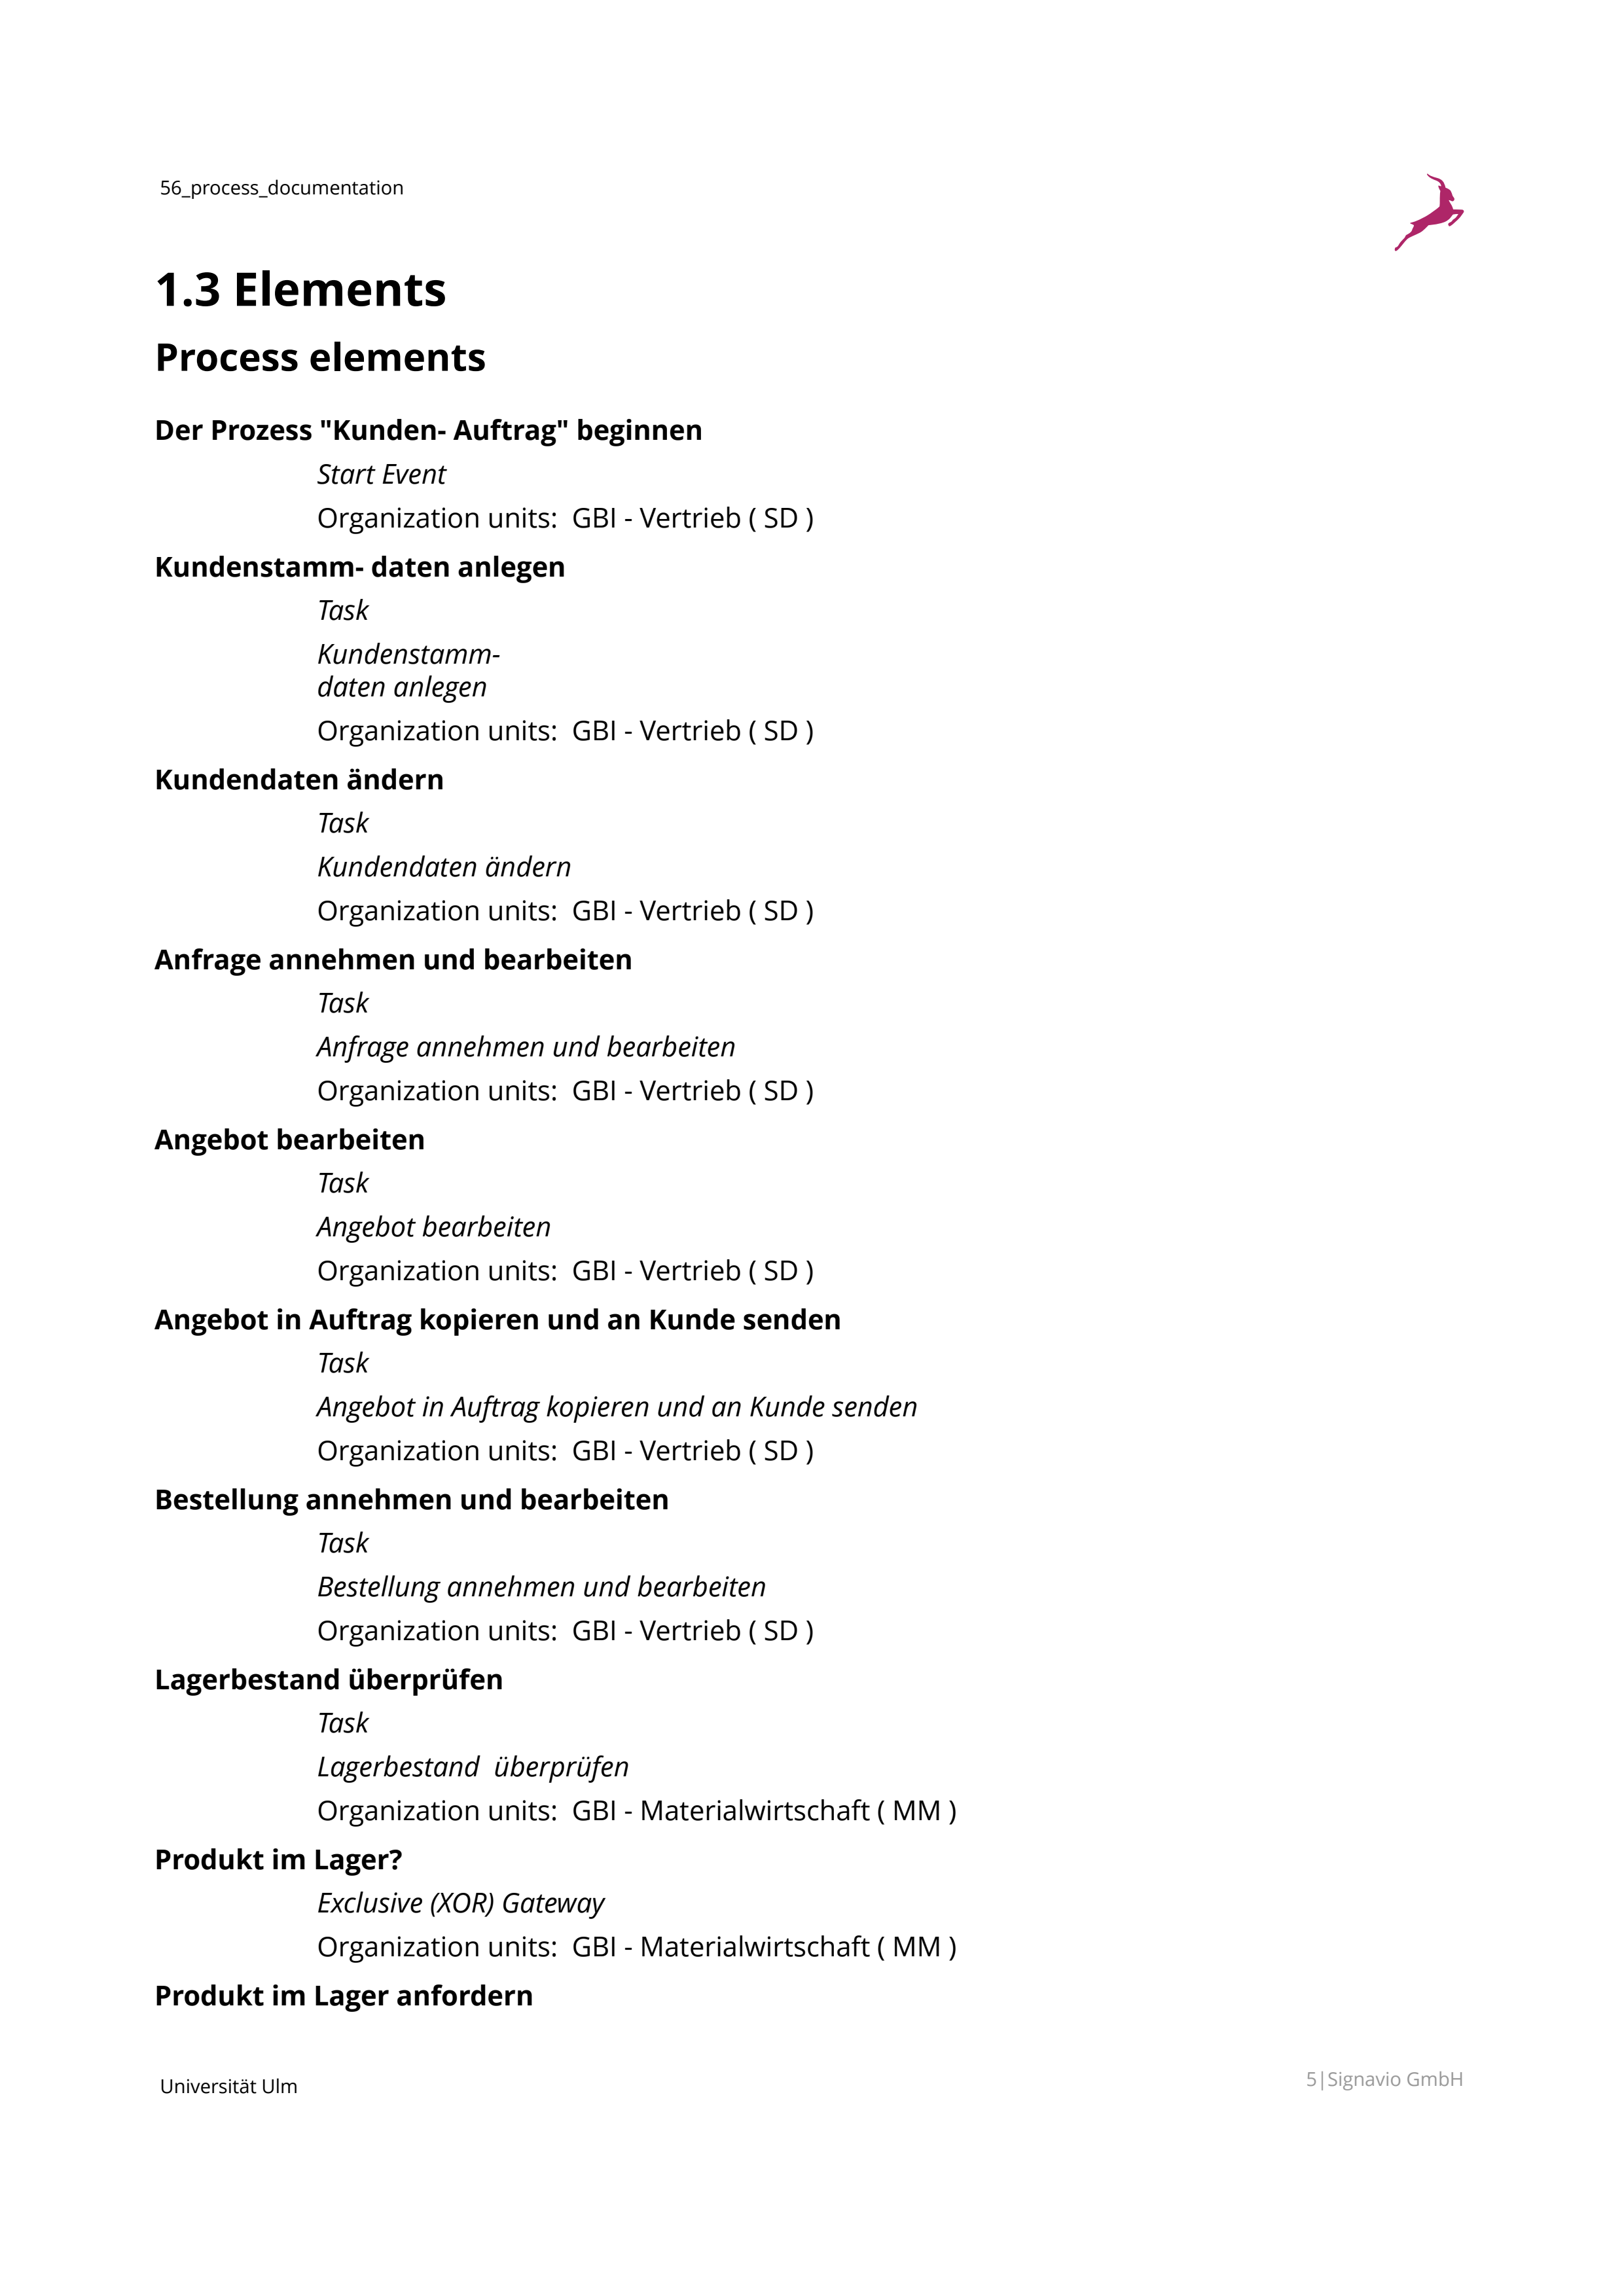 56_process_documentation
1.3 Elements
Process elements
Der Prozess "Kunden- Auftrag" beginnen
Start Event
Organization units:  GBI - Vertrieb ( SD )
Kundenstamm- daten anlegen
Task
Kundenstamm-
daten anlegen
Organization units:  GBI - Vertrieb ( SD )
Kundendaten ändern
Task
Kundendaten ändern
Organization units:  GBI - Vertrieb ( SD )
Anfrage annehmen und bearbeiten
Task
Anfrage annehmen und bearbeiten
Organization units:  GBI - Vertrieb ( SD )
Angebot bearbeiten
Task
Angebot bearbeiten
Organization units:  GBI - Vertrieb ( SD )
Angebot in Auftrag kopieren und an Kunde senden
Task
Angebot in Auftrag kopieren und an Kunde senden
Organization units:  GBI - Vertrieb ( SD )
Bestellung annehmen und bearbeiten
Task
Bestellung annehmen und bearbeiten
Organization units:  GBI - Vertrieb ( SD )
Lagerbestand überprüfen
Task
Lagerbestand  überprüfen
Organization units:  GBI - Materialwirtschaft ( MM )
Produkt im Lager?
Exclusive (XOR) Gateway
Organization units:  GBI - Materialwirtschaft ( MM )
Produkt im Lager anfordern
Universität Ulm
5|Signavio GmbH